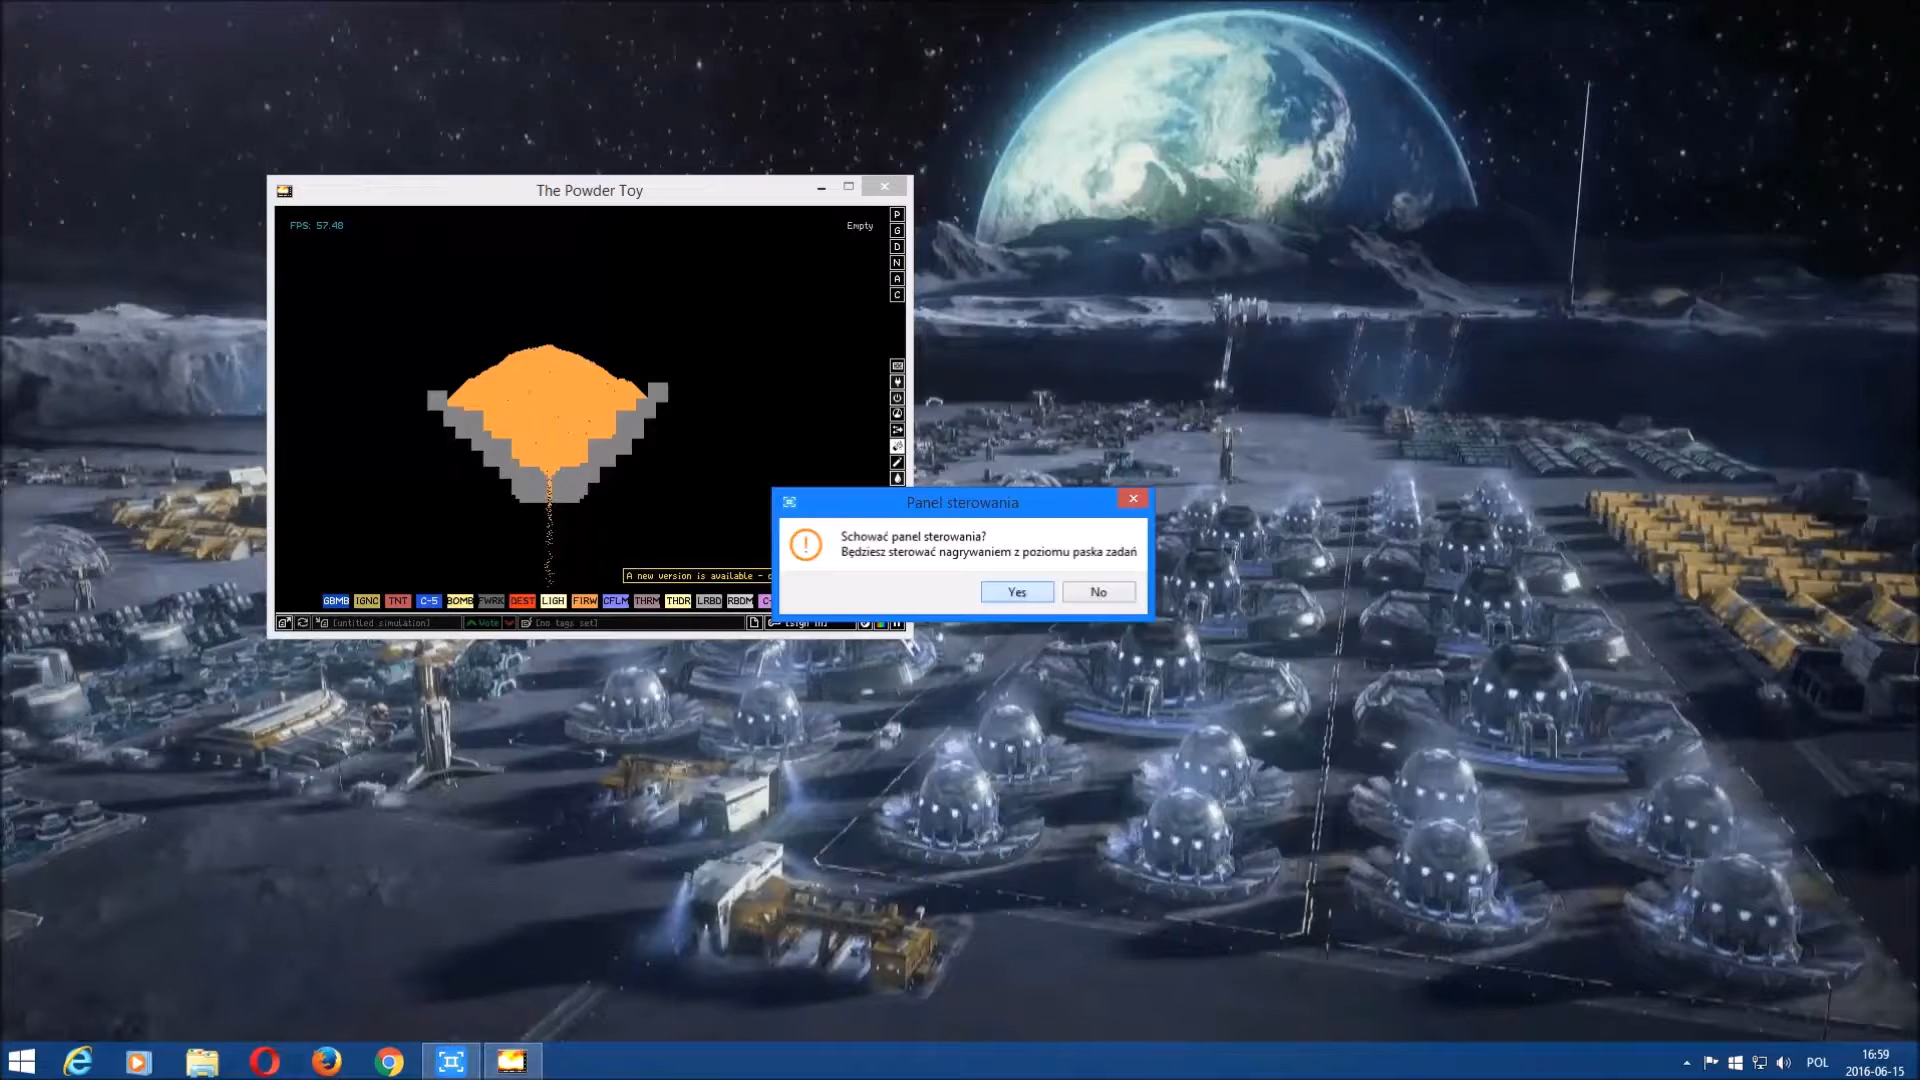 The Powder Toy
FPS: 57.48
Empty
P
G
D
N
A
C
Panel sterowania
Schować panel sterowania?
Będziesz sterować nagrywaniem z poziomu paska zadań
Yes
No
A new version is available -
GBMB IGNC TNT C-5 BOMB FWRK DEST LIGH FIRW CFLM THRM THDR LRBD RBDM
[untitled simulation] Vote [no tags set] [sign in]
POL
16:59
2016-06-15